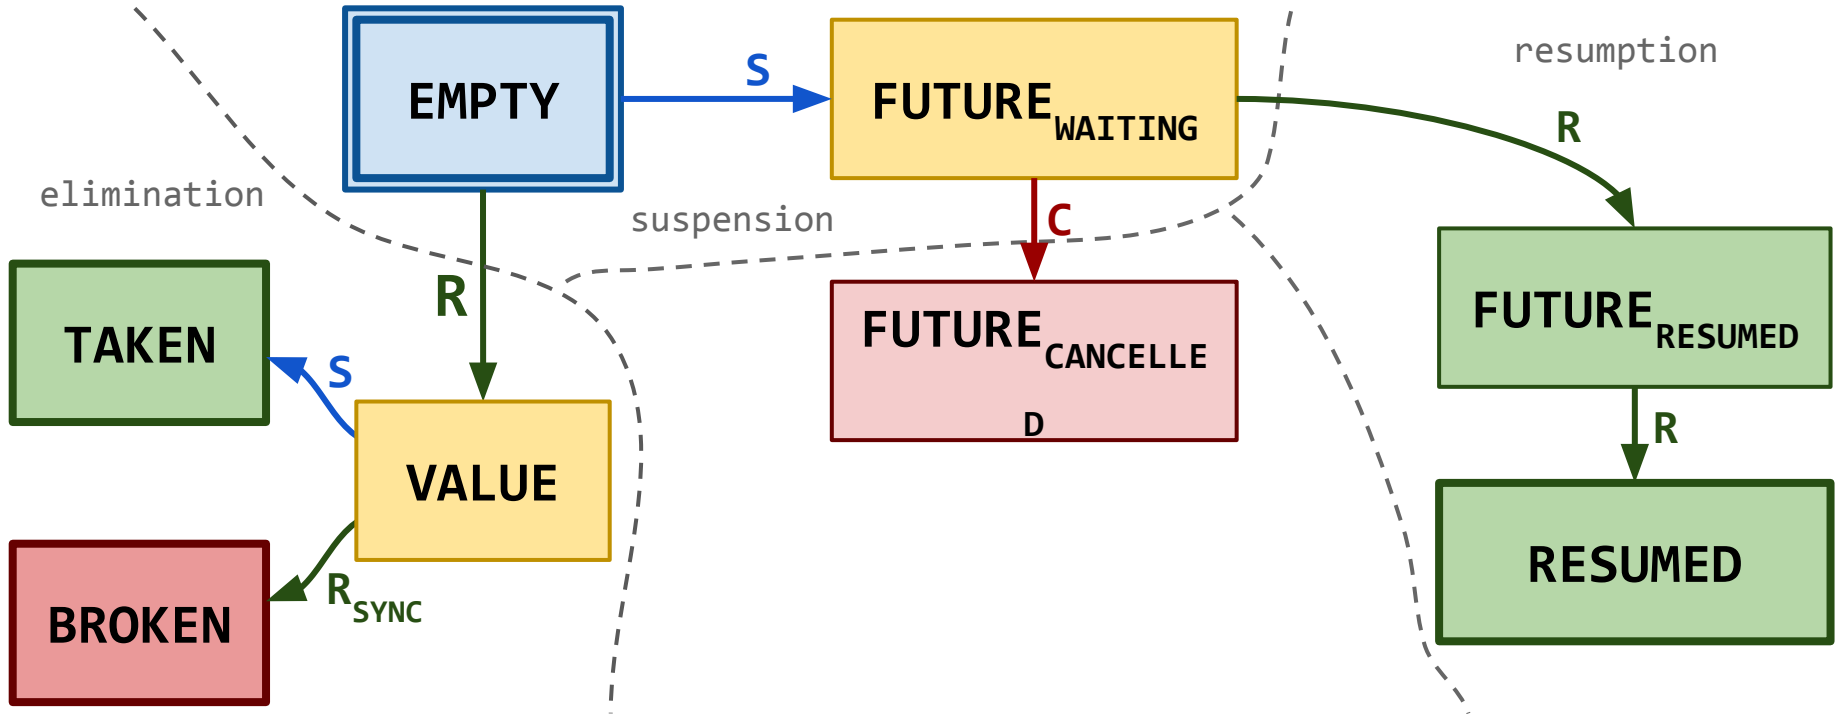 resumption
EMPTY
S
FUTURE WAITING
R
elimination
suspension
C
R
TAKEN
S
FUTURE CANCELLE
D
FUTURE RESUMED
R
VALUE
RESUMED
BROKEN
R SYNC